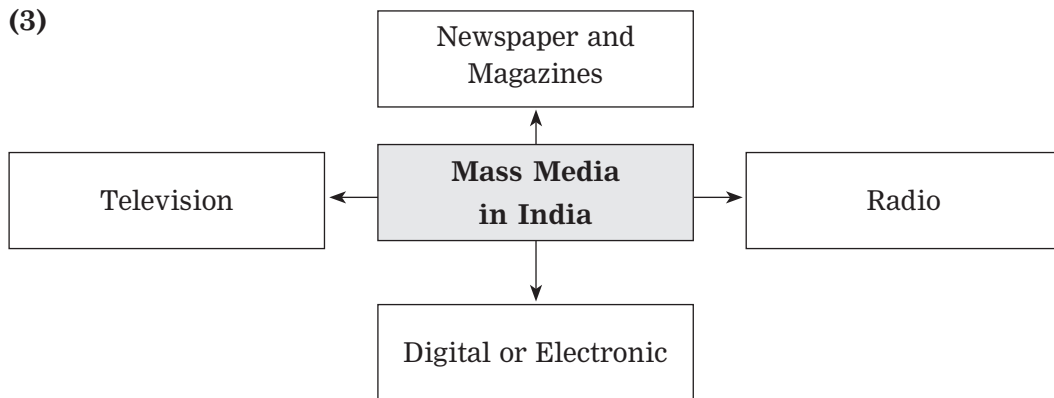 (3)
Newspaper and
Magazines
Television
Mass Media
in India
Radio
Digital or Electronic